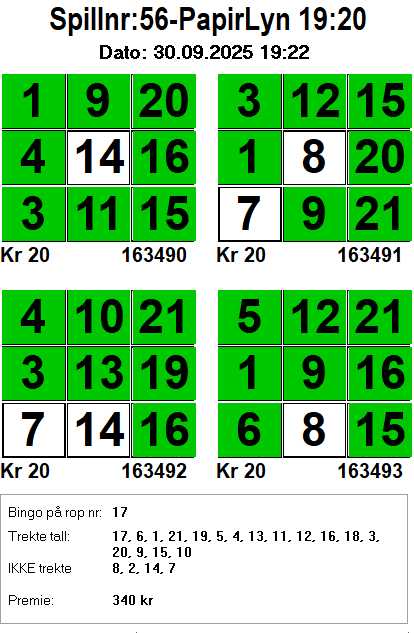 Spillnr:56-PapirLyn 19:20
Dato: 30.09.2025 19:22
1 9 20
4 14 16
3 11 15
Kr 20 163490
3 12 15
1 8 20
7 9 21
Kr 20 163491
4 10 21
3 13 19
7 14 16
Kr 20 163492
5 12 21
1 9 16
6 8 15
Kr 20 163493
Bingo på rop nr: 17
Trekte tall: 17, 6, 1, 21, 19, 5, 4, 13, 11, 12, 16, 18, 3,
20, 9, 15, 10
IKKE trekte 8, 2, 14, 7
Premie: 340 kr